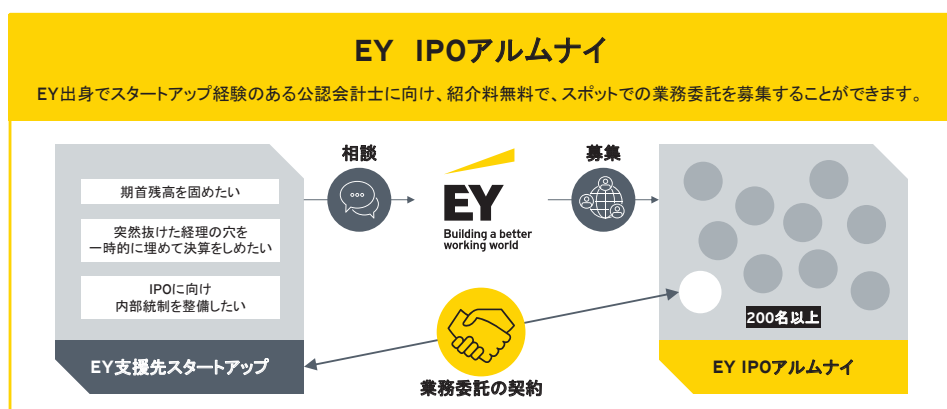 EY IPOアルムナイ
EY出身でスタートアップ経験のある公認会計士に向け、紹介料無料で、スポットでの業務委託を募集することができます。
相談
募集
期首残高を固めたい
突然抜けた経理の穴を
一時的に埋めて決算をしめたい
IPOに向け
内部統制を整備したい
EY
Building a better
working world
200名以上
EY支援先スタートアップ
業務委託の契約
EY IPOアルムナイ